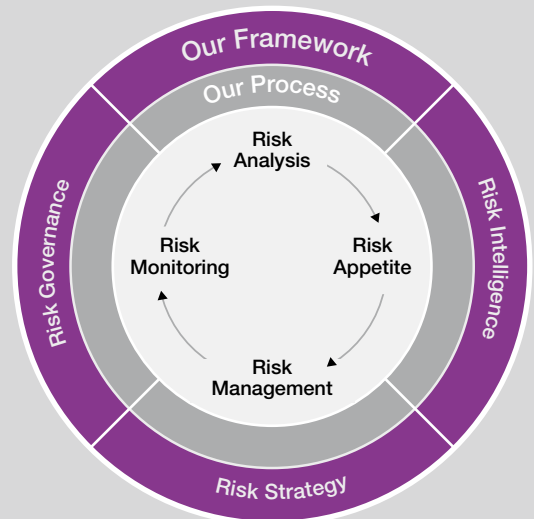 Our Framework
Our Process
Risk
Analysis
Risk
Appetite
Risk
Management
Risk
Monitoring
Risk Intelligence
Risk Strategy
Risk Governance